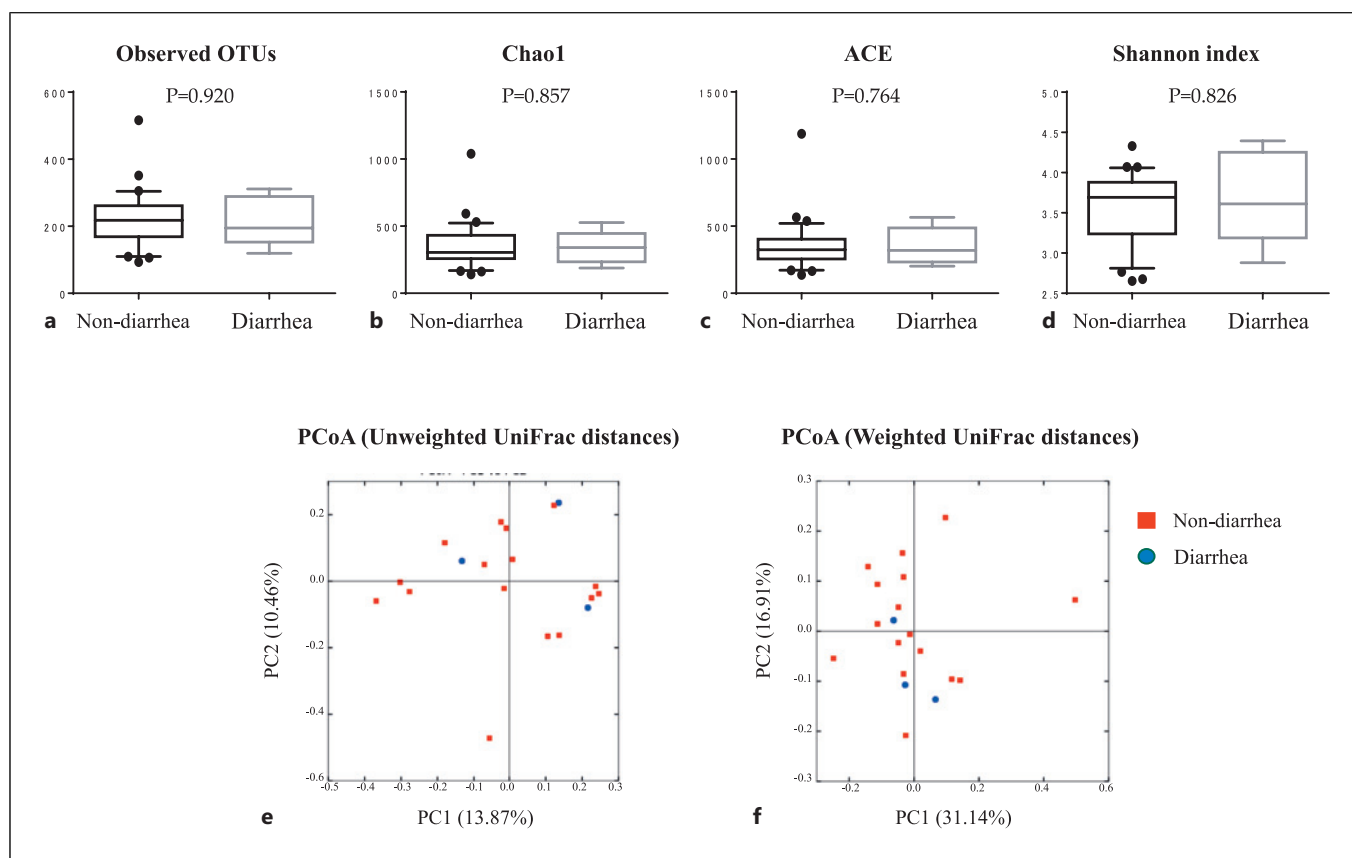 Observed OTUs
P=0.920
600
400
200
0
a Non-diarrhea Diarrhea
Chao1
P=0.857
1500
1000
500
0
b Non-diarrhea Diarrhea
ACE
P=0.764
1500
1000
500
0
c Non-diarrhea Diarrhea
Shannon index
P=0.826
5.0
4.5
4.0
3.5
3.0
2.5
d Non-diarrhea Diarrhea
PCoA (Unweighted UniFrac distances)
PC2 (10.46%)
0.2
0.0
-0.2
-0.4
-0.6
-0.5 -0.4 -0.3 -0.2 -0.1 0.0 0.1 0.2 0.3
e PC1 (13.87%)
PCoA (Weighted UniFrac distances)
PC2 (16.91%)
0.3
0.2
0.1
0.0
-0.1
-0.2
-0.3
-0.2 0.0 0.2 0.4 0.6
f PC1 (31.14%)
Non-diarrhea
Diarrhea